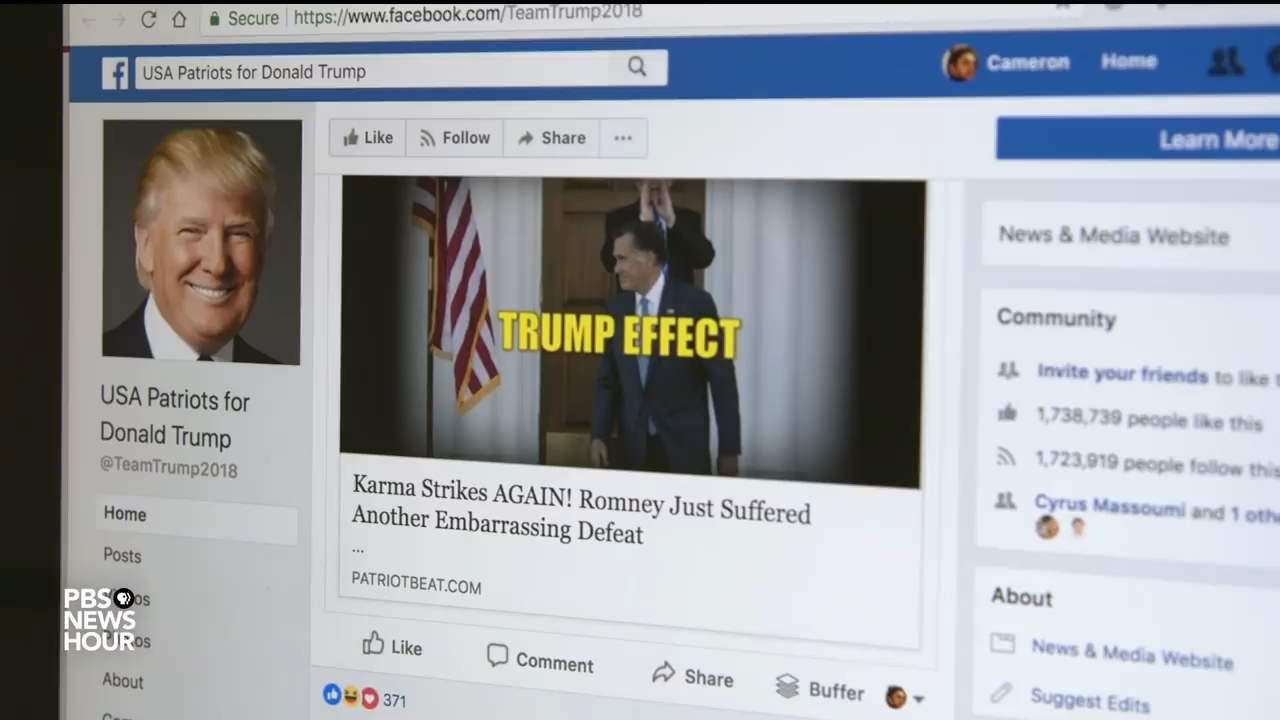 Secure https://www.facebook.com/TeamTrump2018
USA Patriots for Donald Trump
Cameron Home
Like Follow Share
Learn More
TRUMP EFFECT
USA Patriots for
Donald Trump
@TeamTrump2018
Home
Posts
About
Karma Strikes AGAIN! Romney Just Suffered
Another Embarrassing Defeat
...
PATRIOTBEAT.COM
Like Comment Share Buffer
371
News & Media Website
Community
Invite your friends to like
1,738,739 people like this
1,723,919 people follow this
Cyrus Massoumi and 1
About
News & Media Website
Suggest Edits
PBS
NEWS
HOUR